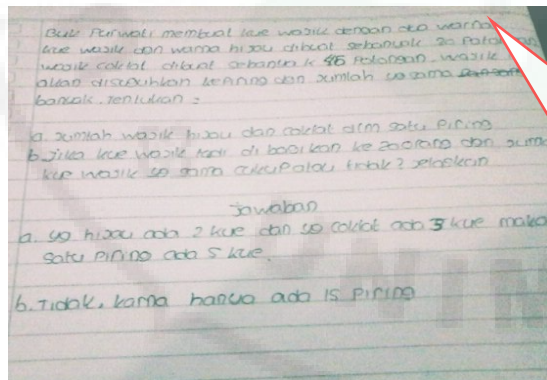 Buk Purwati membuat kue wajik dengan dua warna
kue wajik dan warna hijau dibuat sebanyak 30 Potongan
wajik coklat dibuat sebanyak 45 Potongan. wajik
akan disuguhkan Piring dan jumlah yg sama
banyak. Tentukan :
a. jumlah wajik hijau dan coklat dlm satu Piring
b. jika kue wajik tadi di bagikan ke 20 orang dan jum
kue wajik yg sama cukup atau tidak? jelaskan
Jawaban
a. yg hijau ada 2 kue dan yg coklat ada 3 kue maka
satu Piring ada 5 kue.
b. Tidak. karna hanya ada 15 Piring